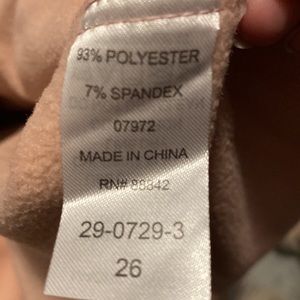 93% POLYESTER
7% SPANDEX
07972
MADE IN CHINA
RN# 88842
29-0729-3
26